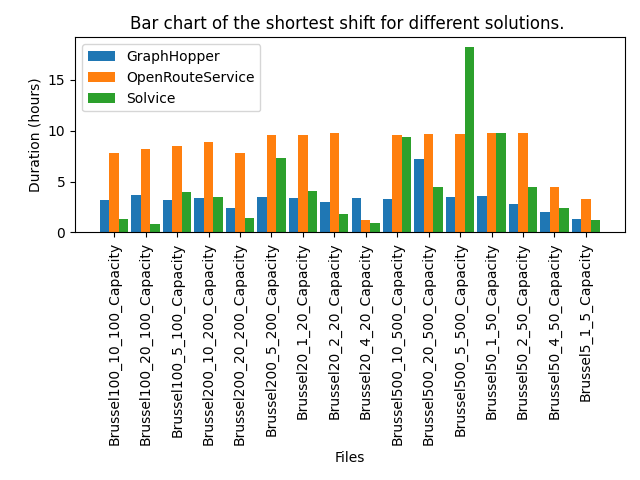 Bar chart of the shortest shift for different solutions.
GraphHopper
OpenRouteService
Solvice
Duration (hours)
15
10
5
0
Brussel100_10_100_Capacity
Brussel100_20_100_Capacity
Brussel100_5_100_Capacity
Brussel200_10_200_Capacity
Brussel200_20_200_Capacity
Brussel200_5_200_Capacity
Brussel20_1_20_Capacity
Brussel20_2_20_Capacity
Brussel20_4_20_Capacity
Brussel500_10_500_Capacity
Brussel500_20_500_Capacity
Brussel500_5_500_Capacity
Brussel50_1_50_Capacity
Brussel50_2_50_Capacity
Brussel50_4_50_Capacity
Brussel5_1_5_Capacity
Files